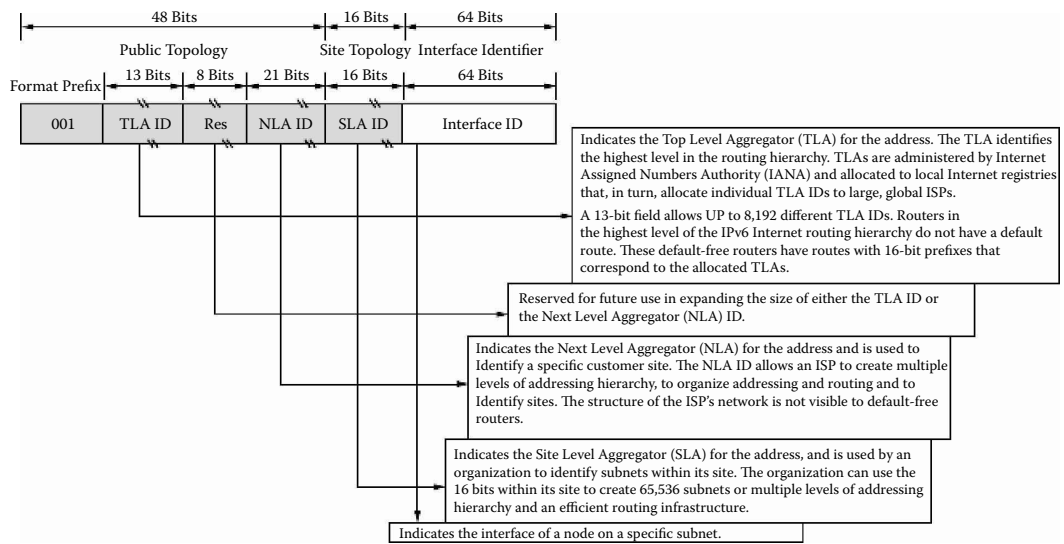 48 Bits 16 Bits 64 Bits
Public Topology Site Topology Interface Identifier
13 Bits 8 Bits 21 Bits 16 Bits 64 Bits
Format Prefix
001 TLA ID Res NLA ID SLA ID Interface ID
Indicates the Top Level Aggregator (TLA) for the address. The TLA identifies
the highest level in the routing hierarchy. TLAs are administered by Internet
Assigned Numbers Authority (IANA) and allocated to local Internet registries
that, in turn, allocate individual TLA IDs to large, global ISPs.
A 13-bit field allows UP to 8,192 different TLA IDs. Routers in
the highest level of the IPv6 Internet routing hierarchy do not have a default
route. These default-free routers have routes with 16-bit prefixes that
correspond to the allocated TLAs.
Reserved for future use in expanding the size of either the TLA ID or
the Next Level Aggregator (NLA) ID.
Indicates the Next Level Aggregator (NLA) for the address and is used to
Identify a specific customer site. The NLA ID allows an ISP to create multiple
levels of addressing hierarchy, to organize addressing and routing and to
Identify sites. The structure of the ISP's network is not visible to default-free
routers.
Indicates the Site Level Aggregator (SLA) for the address, and is used by an
organization to identify subnets within its site. The organization can use the
16 bits within its site to create 65,536 subnets or multiple levels of addressing
hierarchy and an efficient routing infrastructure.
Indicates the interface of a node on a specific subnet.